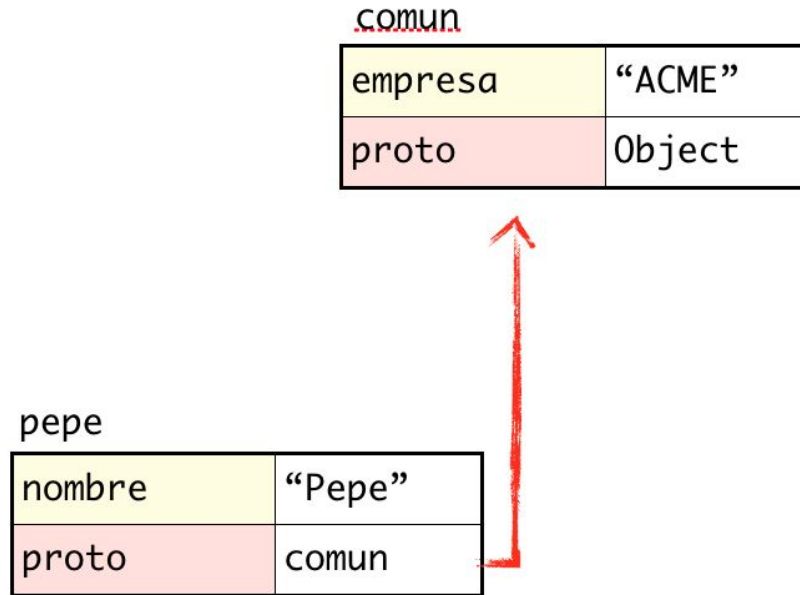 comun
empresa “ACME”
proto Object
pepe
nombre “Pepe”
proto comun